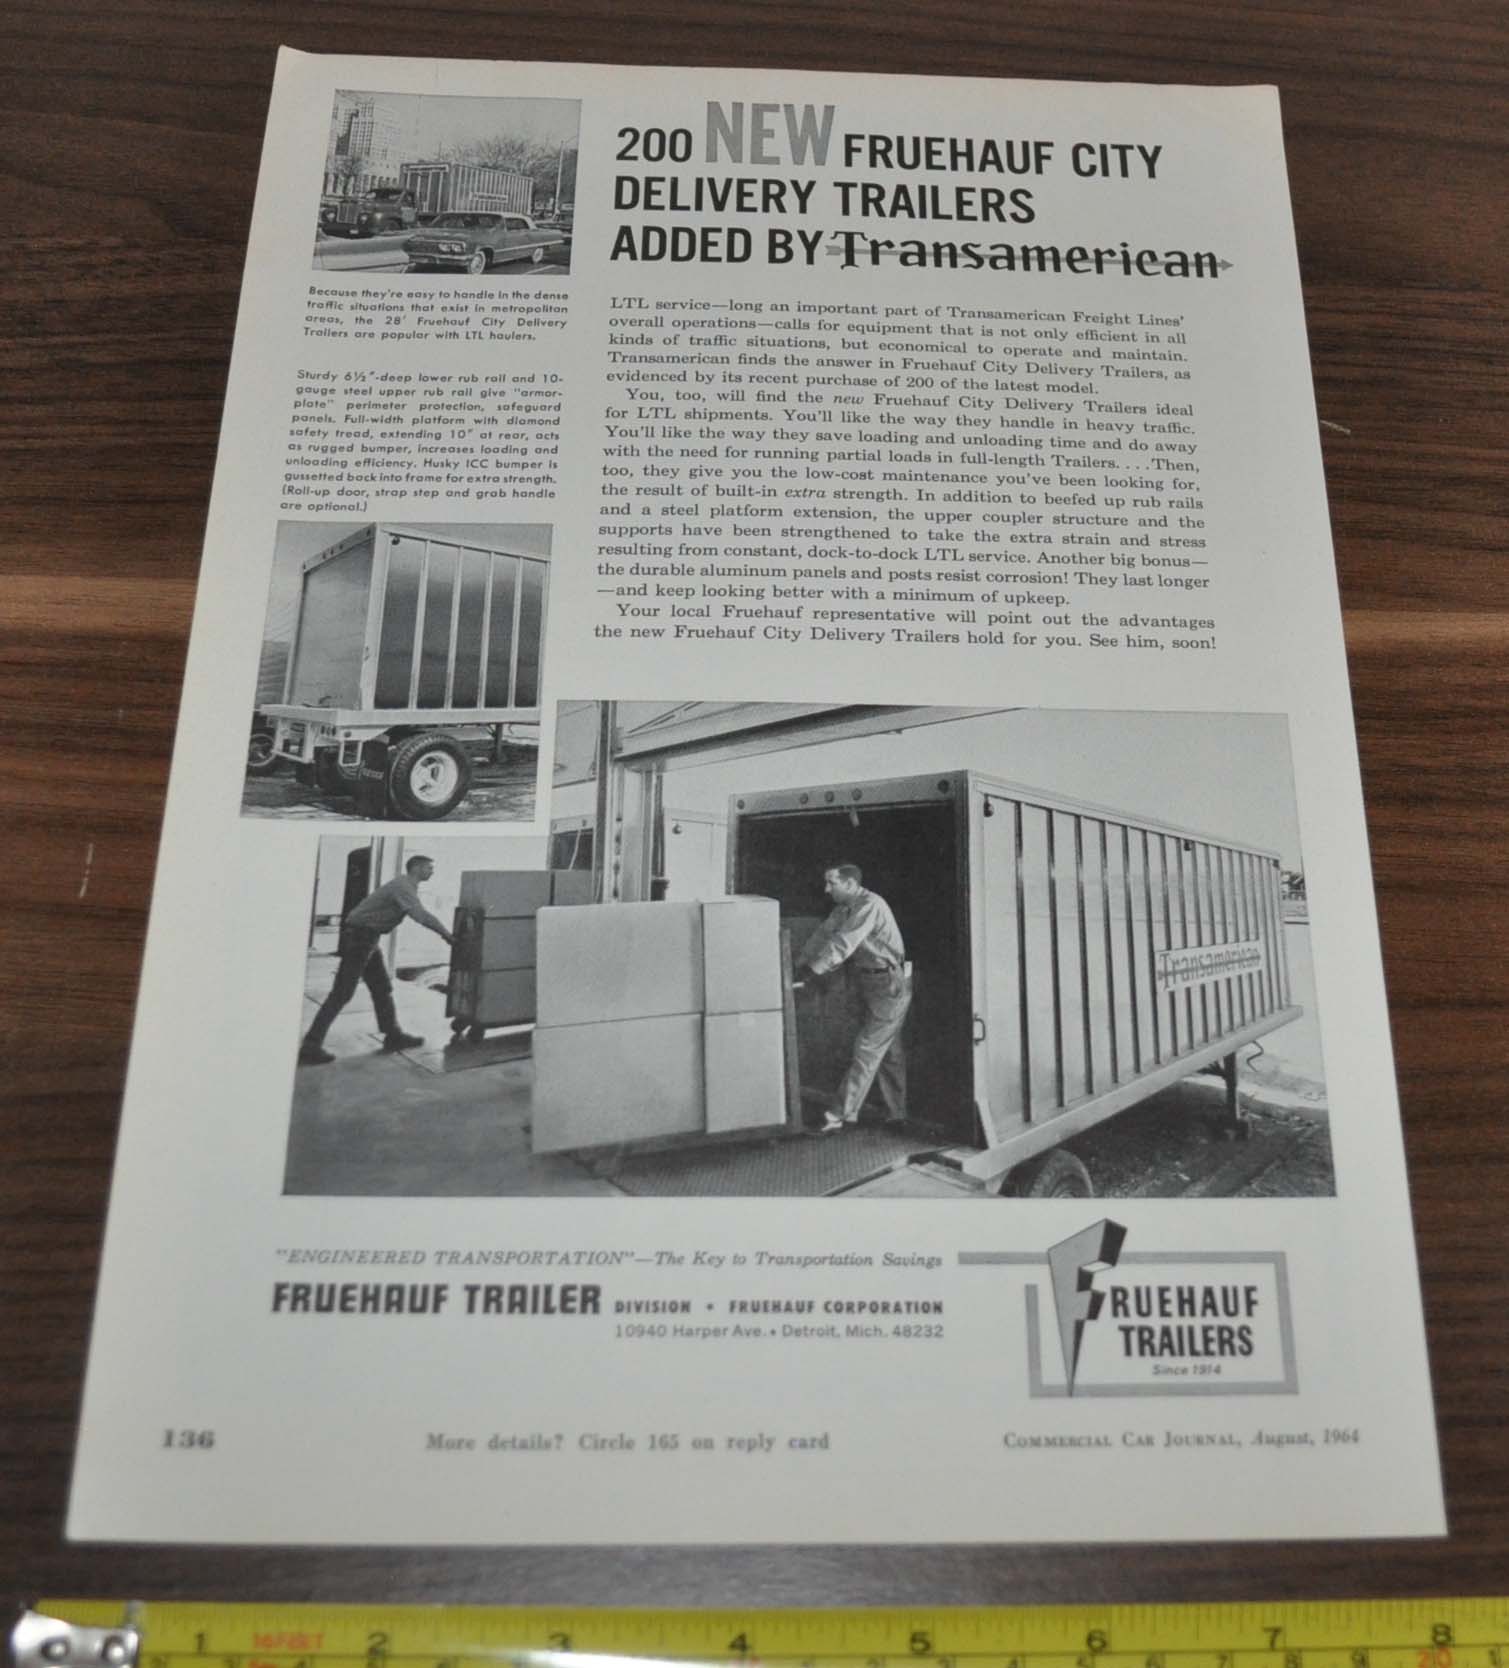 200 NEW FRUEHAUF CITY
DELIVERY TRAILERS
ADDED BY Transamerican
Because they're easy to handle in the dense
traffic situations that exist in metropolitan
areas, the 28' Fruehauf City Delivery
Trailers are popular with LTL haulers.
Sturdy 6½"-deep lower rub rail and 10-
gauge steel upper rub rail give "armor-
plate" perimeter protection, safeguard
panels. Full-width platform with diamond
safety tread, extending 10" at rear, acts
as rugged bumper, increases loading and
unloading efficiency. Husky ICC bumper is
gussetted back into frame for extra strength.
(Roll-up door, strap step and grab handle
are optional.)
LTL service—long an important part of Transamerican Freight Lines'
overall operations—calls for equipment that is not only efficient in all
kinds of traffic situations, but economical to operate and maintain.
Transamerican finds the answer in Fruehauf City Delivery Trailers, as
evidenced by its recent purchase of 200 of the latest model.
You, too, will find the new Fruehauf City Delivery Trailers ideal
for LTL shipments. You'll like the way they handle in heavy traffic.
You'll like the way they save loading and unloading time and do away
with the need for running partial loads in full-length Trailers. . . . Then,
too, they give you the low-cost maintenance you've been looking for,
the result of built-in extra strength. In addition to beefed up rub rails
and a steel platform extension, the upper coupler structure and the
supports have been strengthened to take the extra strain and stress
resulting from constant, dock-to-dock LTL service. Another big bonus—
the durable aluminum panels and posts resist corrosion! They last longer
—and keep looking better with a minimum of upkeep.
Your local Fruehauf representative will point out the advantages
the new Fruehauf City Delivery Trailers hold for you. See him, soon!
Transamerican
"ENGINEERED TRANSPORTATION"—The Key to Transportation Savings
FRUEHAUF TRAILER DIVISION • FRUEHAUF CORPORATION
10940 Harper Ave. • Detroit, Mich. 48232
FRUEHAUF
TRAILERS
Since 1914
136
More details? Circle 165 on reply card
COMMERCIAL CAR JOURNAL, August, 1964
1 16FEET 2 3 4 5 6 7 8